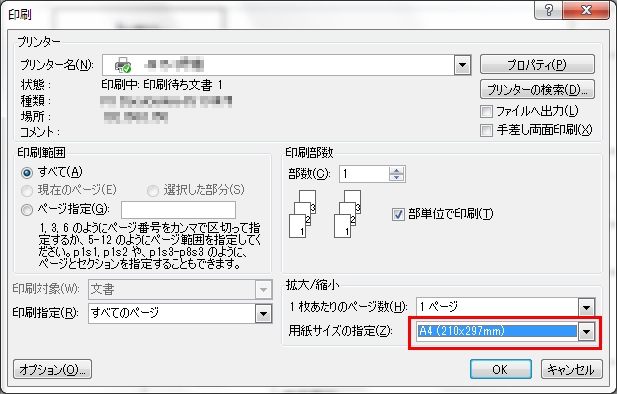 印刷
プリンター
プリンター名(N):
プロパティ(P)
状態: 印刷中: 印刷待ち文書 1
プリンターの検索(D)...
種類:
場所:
ファイルへ出力(L)
コメント:
手差し両面印刷(X)
印刷範囲
すべて(A)
現在のページ(E) 選択した部分(S)
ページ指定(G):
1, 3, 6 のようにページ番号をカンマで区切って指
定するか、5-12 のようにページ範囲を指定してく
ださい。p1s1, p1s2 や、p1s3-p8s3 のように、
ページとセクションを指定することもできます。
印刷部数
部数(C): 1
1 2 3
1 2 3
部単位で印刷(T)
印刷対象(W): 文書
印刷指定(R): すべてのページ
拡大/縮小
1 枚あたりのページ数(H): 1 ページ
用紙サイズの指定(Z): A4 (210x297mm)
オプション(O)...
OK
キャンセル